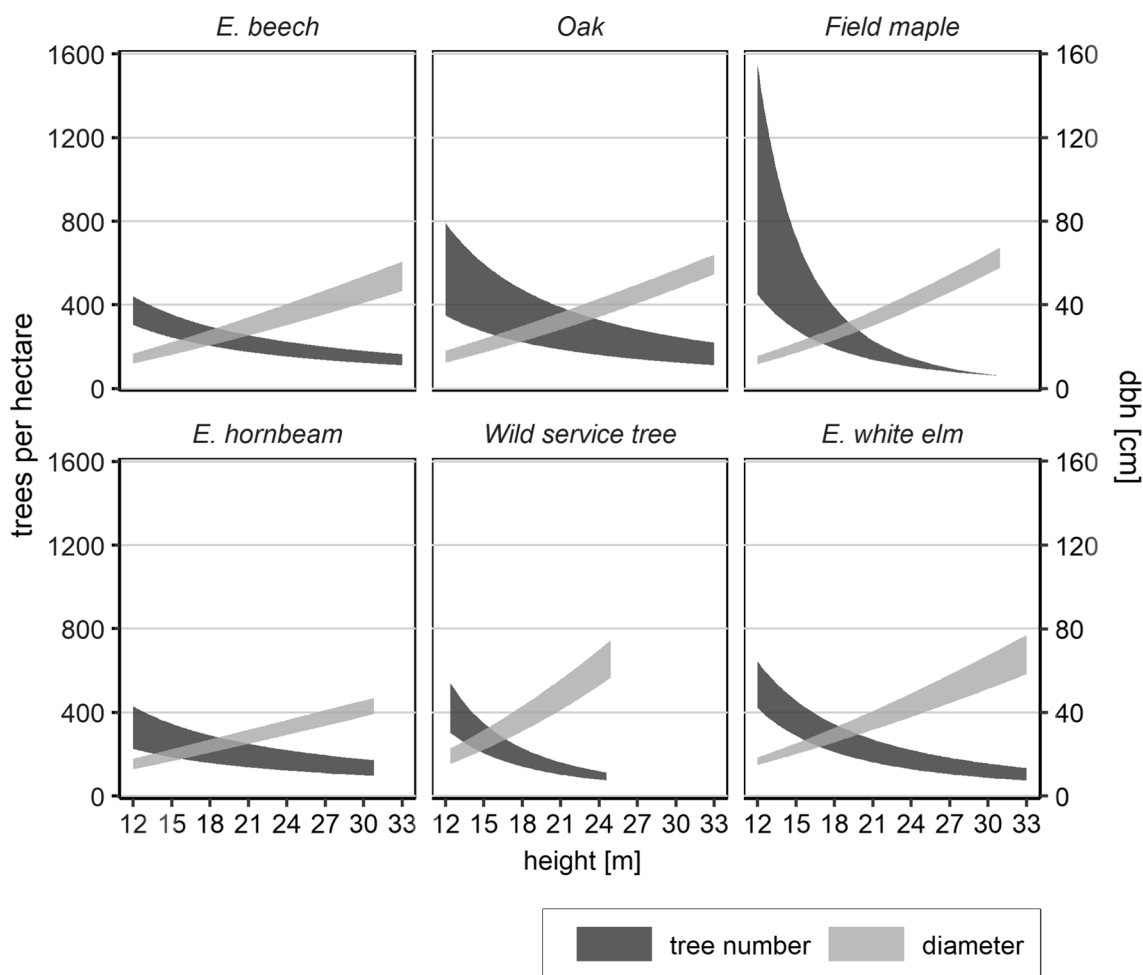 E. beech Oak Field maple
1600 160
1200 120
800 80
400 40
0 0
E. hornbeam Wild service tree E. white elm
1600 160
1200 120
800 80
400 40
0 0
trees per hectare
dbh [cm]
12 15 18 21 24 27 30 33 12 15 18 21 24 27 30 33 12 15 18 21 24 27 30 33
height [m]
tree number diameter